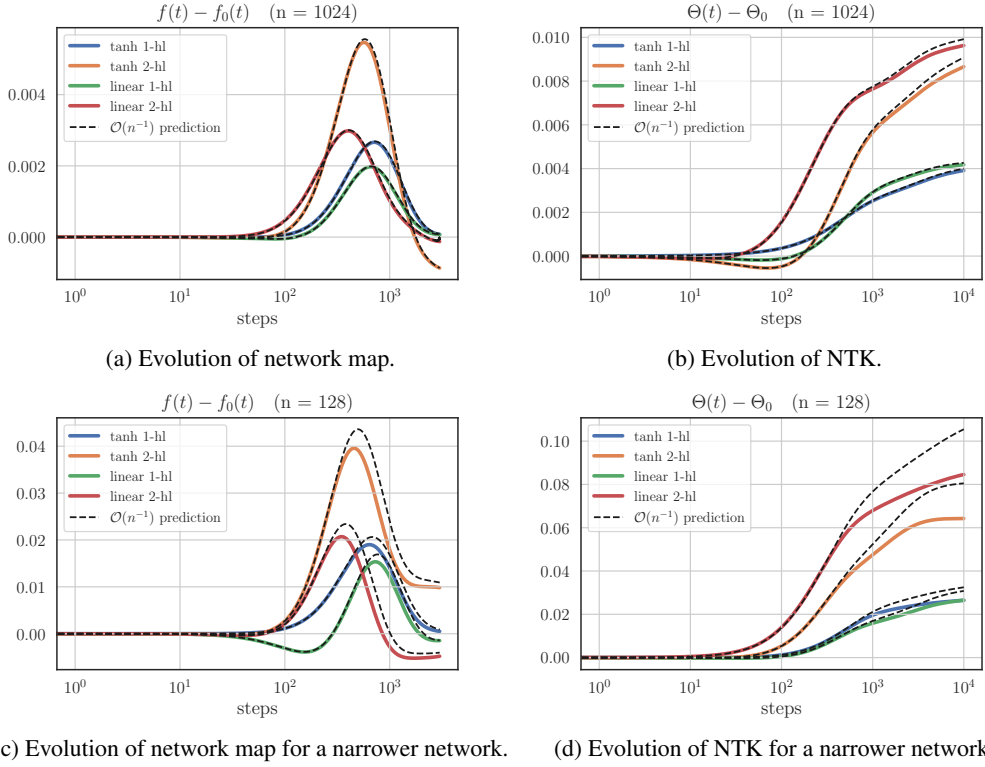 f(t) − f₀(t) (n = 1024)
tanh 1-hl
tanh 2-hl
linear 1-hl
linear 2-hl
𝒪(n⁻¹) prediction
0.004
0.002
0.000
10⁰ 10¹ 10² 10³
steps
(a) Evolution of network map.
Θ(t) − Θ₀ (n = 1024)
tanh 1-hl
tanh 2-hl
linear 1-hl
linear 2-hl
𝒪(n⁻¹) prediction
0.010
0.008
0.006
0.004
0.002
0.000
10⁰ 10¹ 10² 10³ 10⁴
steps
(b) Evolution of NTK.
f(t) − f₀(t) (n = 128)
tanh 1-hl
tanh 2-hl
linear 1-hl
linear 2-hl
𝒪(n⁻¹) prediction
0.04
0.03
0.02
0.01
0.00
10⁰ 10¹ 10² 10³
steps
c) Evolution of network map for a narrower network.
Θ(t) − Θ₀ (n = 128)
tanh 1-hl
tanh 2-hl
linear 1-hl
linear 2-hl
𝒪(n⁻¹) prediction
0.10
0.08
0.06
0.04
0.02
0.00
10⁰ 10¹ 10² 10³ 10⁴
steps
(d) Evolution of NTK for a narrower network